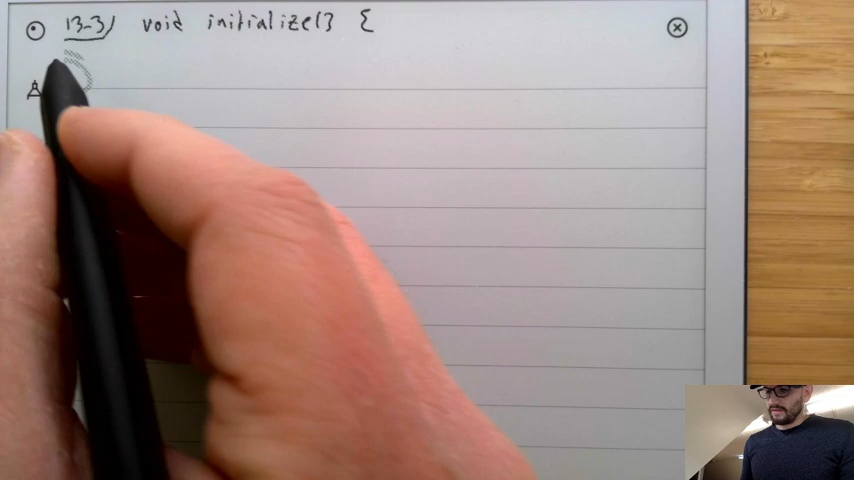 13-3) void initialize() {